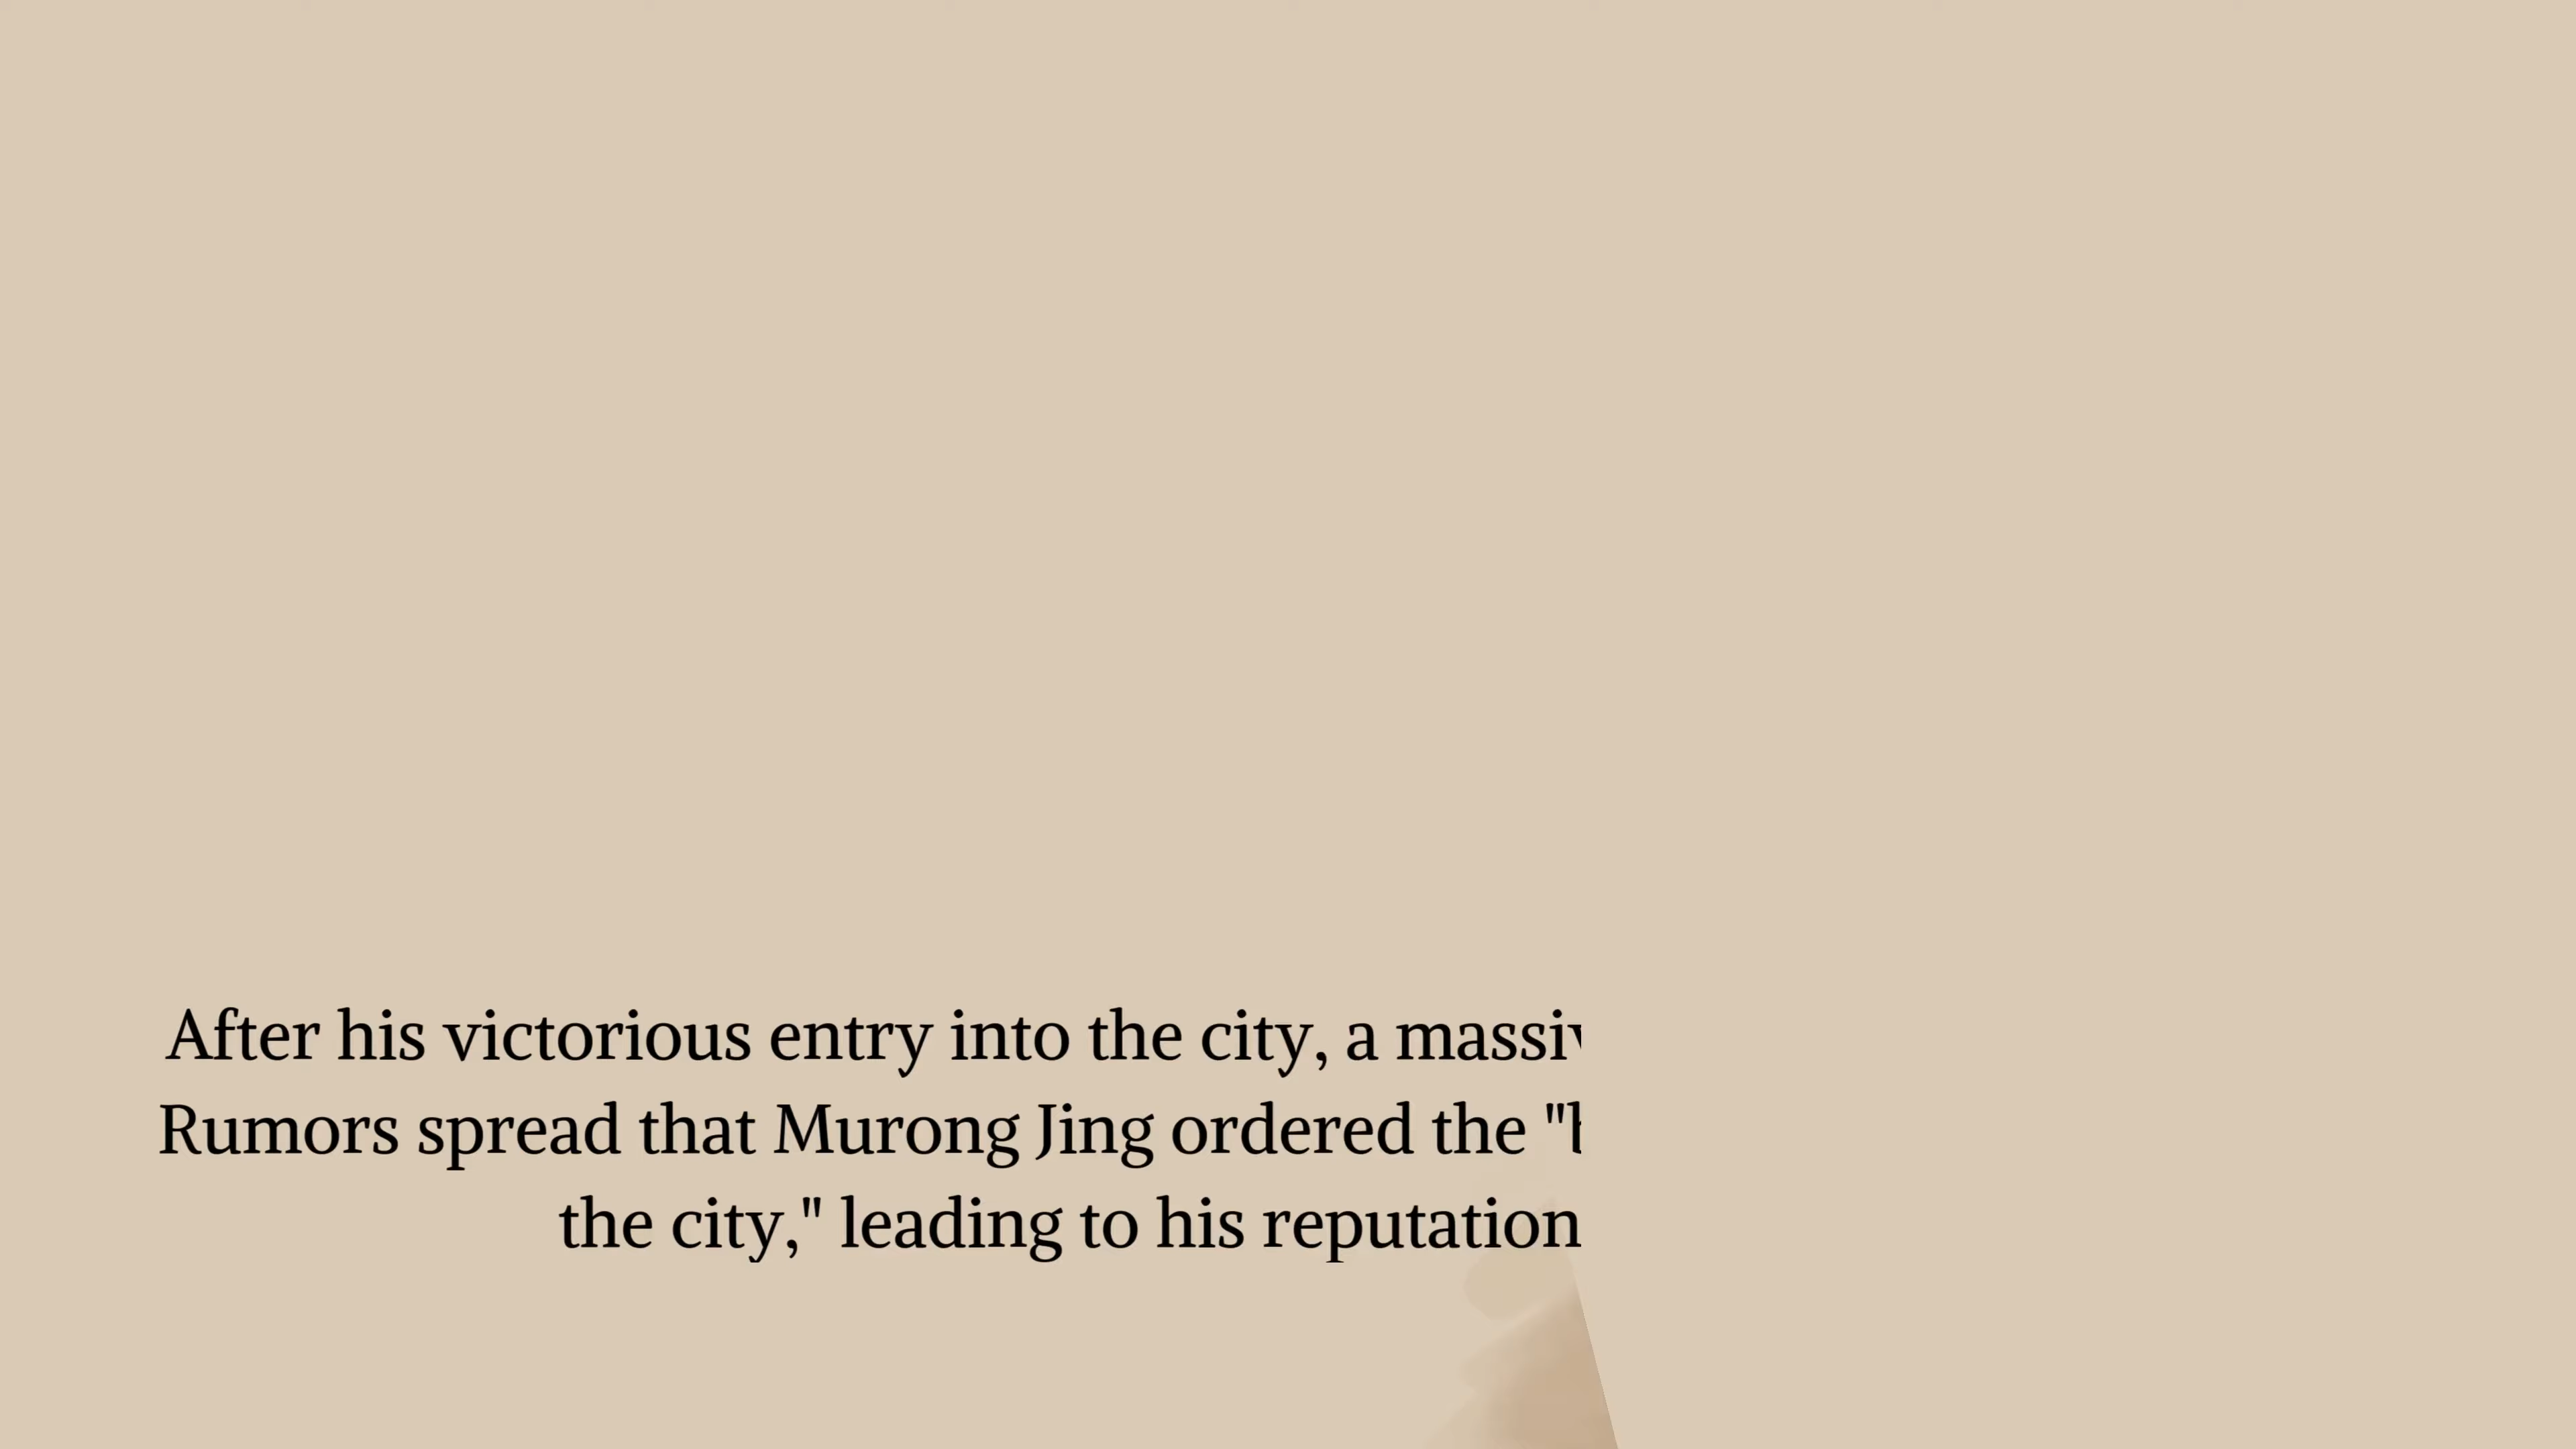 After his victorious entry into the city, a
Rumors spread that Murong Jing ordered the
the city," leading to his reputation